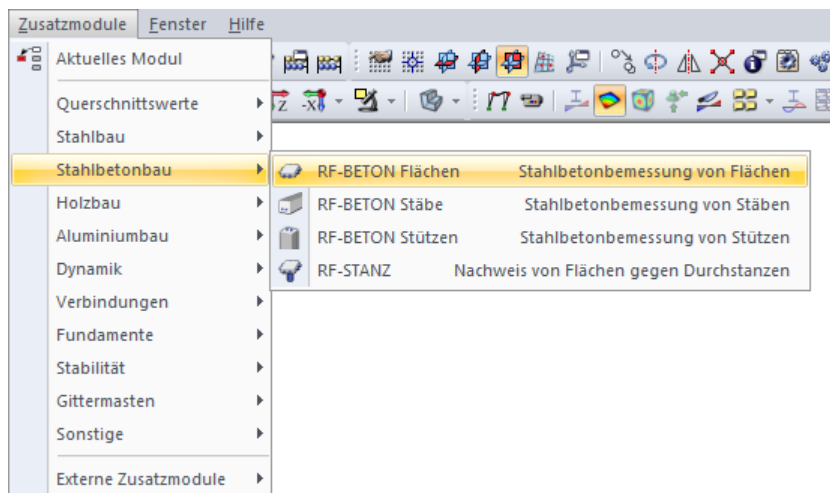 Zusatzmodule Fenster Hilfe
Aktuelles Modul
Querschnittswerte
Stahlbau
Stahlbetonbau
RF-BETON Flächen Stahlbetonbemessung von Flächen
Holzbau
RF-BETON Stäbe Stahlbetonbemessung von Stäben
Aluminiumbau
RF-BETON Stützen Stahlbetonbemessung von Stützen
Dynamik
RF-STANZ Nachweis von Flächen gegen Durchstanzen
Verbindungen
Fundamente
Stabilität
Gittermasten
Sonstige
Externe Zusatzmodule